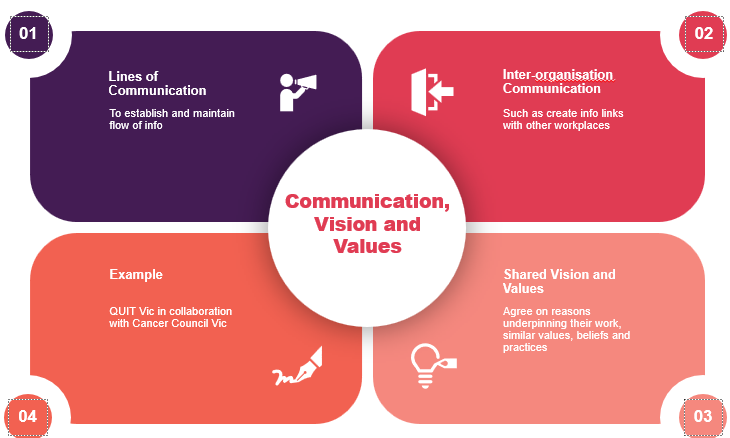 01
Lines of
Communication
To establish and maintain
flow of info
02
Inter-organisation
Communication
Such as create info links
with other workplaces
Communication,
Vision and
Values
03
Shared Vision and
Values
Agree on reasons
underpinning their work,
similar values, beliefs and
practices
04
Example
QUIT Vic in collaboration
with Cancer Council Vic